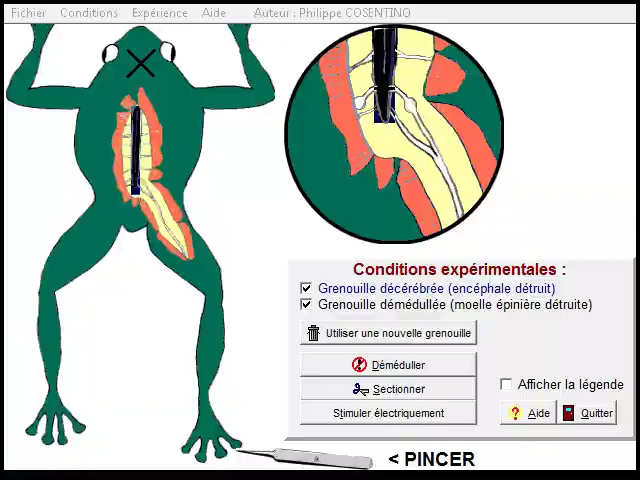 Fichier Conditions Expérience Aide Auteur : Philippe COSENTINO
Conditions expérimentales :
Grenouille décérébrée (encéphale détruit)
Grenouille démédullée (moelle épinière détruite)
Utiliser une nouvelle grenouille
Déméduller
Sectionner
Afficher la légende
Stimuler électriquement
Aide
Quitter
< PINCER